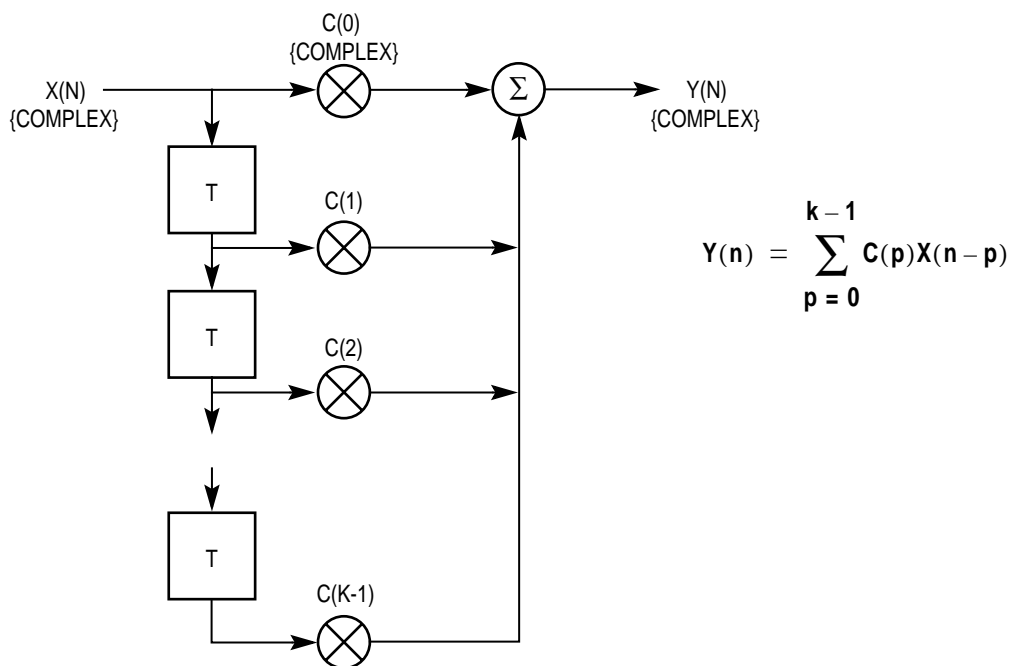 C(0)
{COMPLEX}
X(N)
{COMPLEX}
Σ
Y(N)
{COMPLEX}
T
C(1)
k – 1
Y(n) = ∑ C(p)X(n – p)
p = 0
T
C(2)
T
C(K-1)